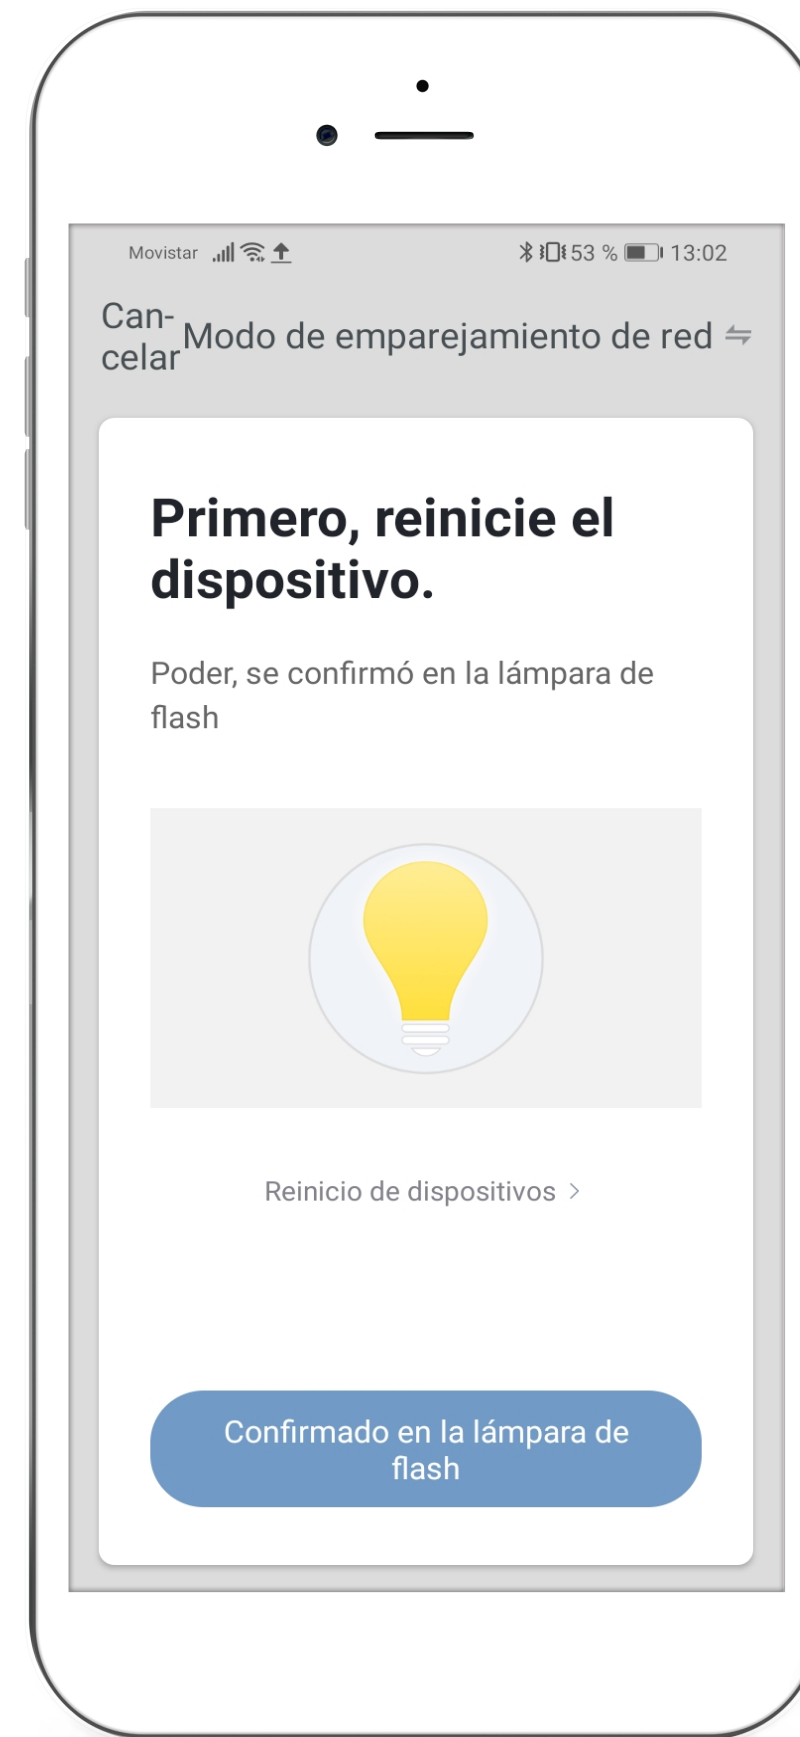 Movistar 53 % 13:02
Can-
celar
Modo de emparejamiento de red
Primero, reinicie el
dispositivo.
Poder, se confirmó en la lámpara de
flash
Reinicio de dispositivos
Confirmado en la lámpara de
flash